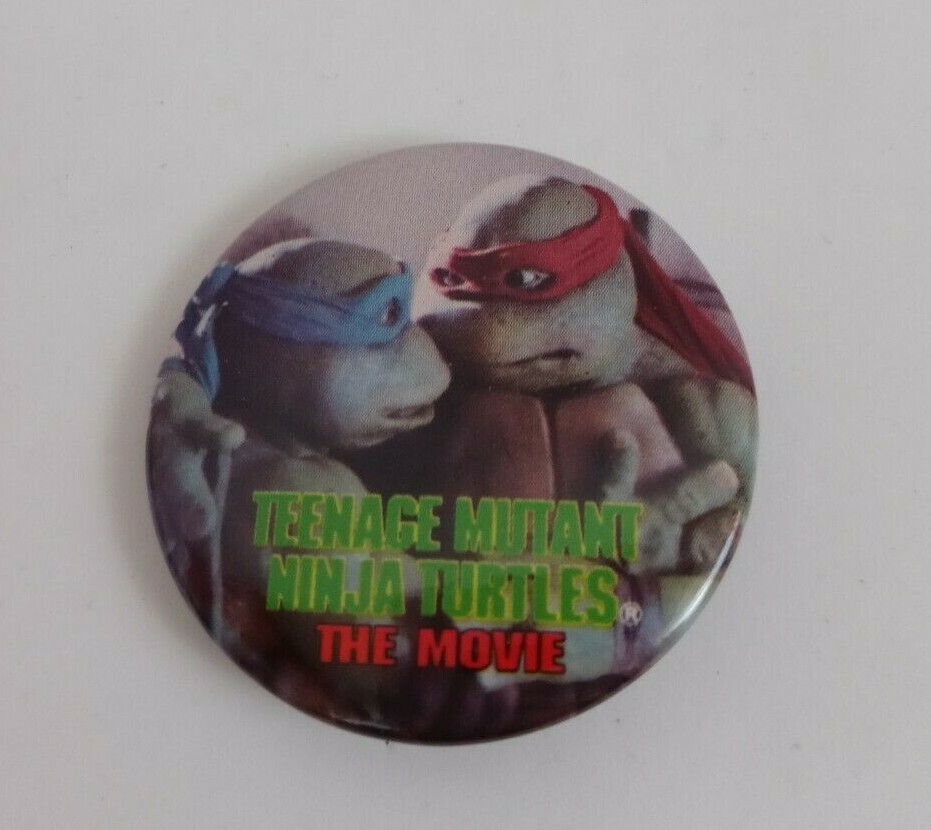 TEENAGE MUTANT
NINJA TURTLES®
THE MOVIE